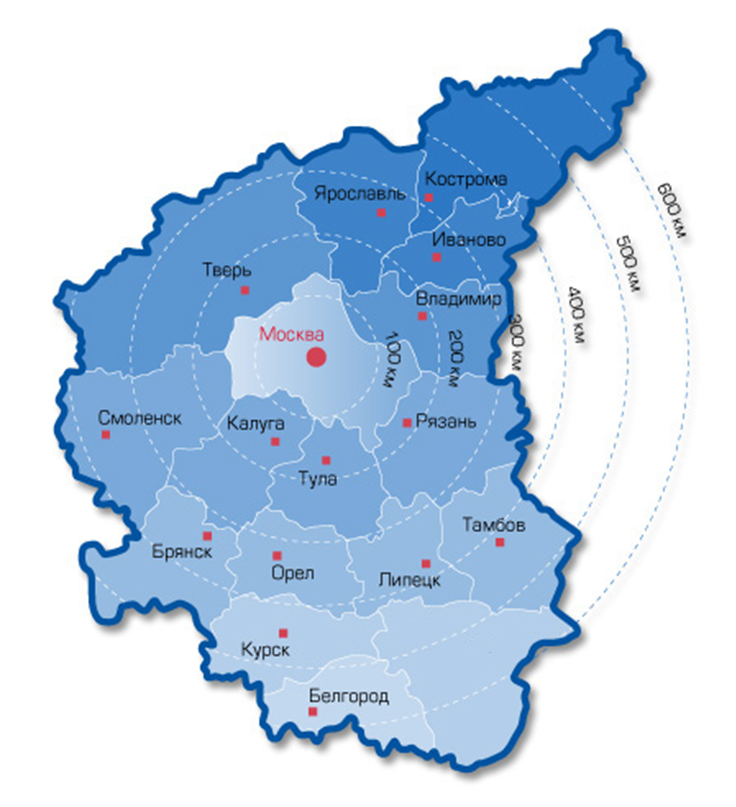 Кострома
Ярославль
600 км
Иваново
500 км
Тверь
Владимир
400 км
300 км
Москва
100 км
200 км
Смоленск
Калуга
Рязань
Тула
Тамбов
Брянск
Орел
Липецк
Курск
Белгород